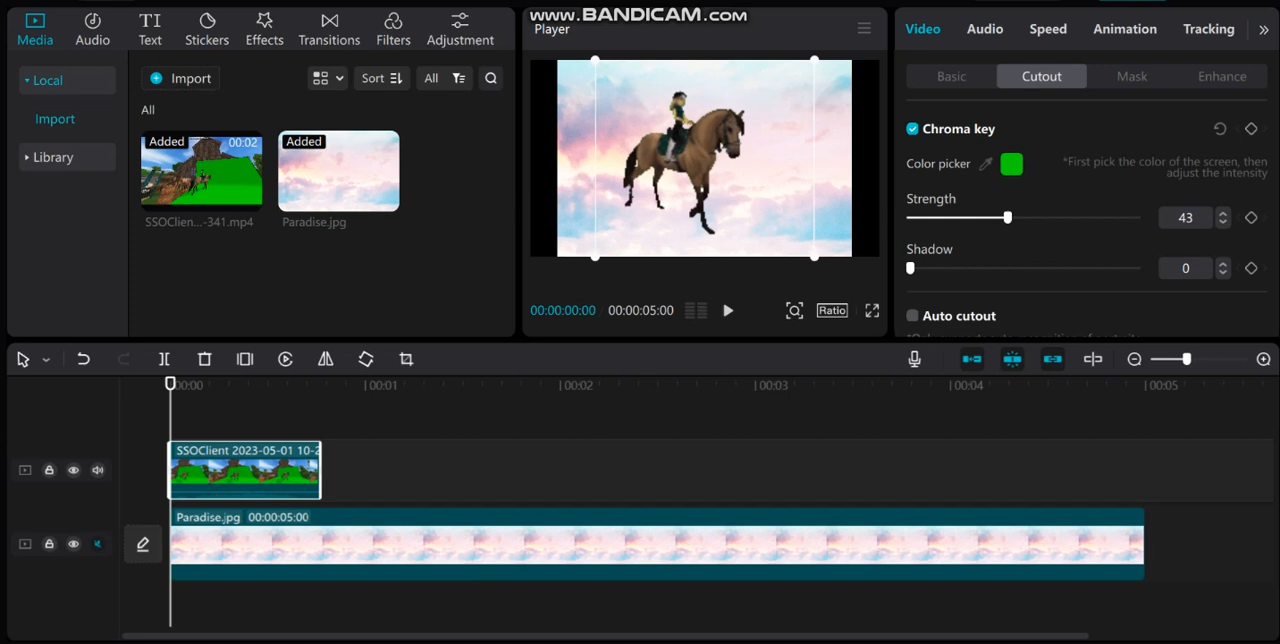 www.BANDICAM.com
Media
Audio
Text
Stickers
Effects
Transitions
Filters
Adjustment
Local
Import
Library
Import
Sort
All
All
Added
00:02
SSOClien...-341.mp4
Added
Paradise.jpg
Player
00:00:00:00
00:00:05:00
Ratio
Video
Audio
Speed
Animation
Tracking
Basic
Cutout
Mask
Enhance
Chroma key
Color picker
*First pick the color of the screen, then
adjust the intensity
Strength
43
Shadow
0
Auto cutout
00:00
00:01
00:02
00:03
00:04
00:05
SSOClient 2023-05-01 10-2
Paradise.jpg 00:00:05:00